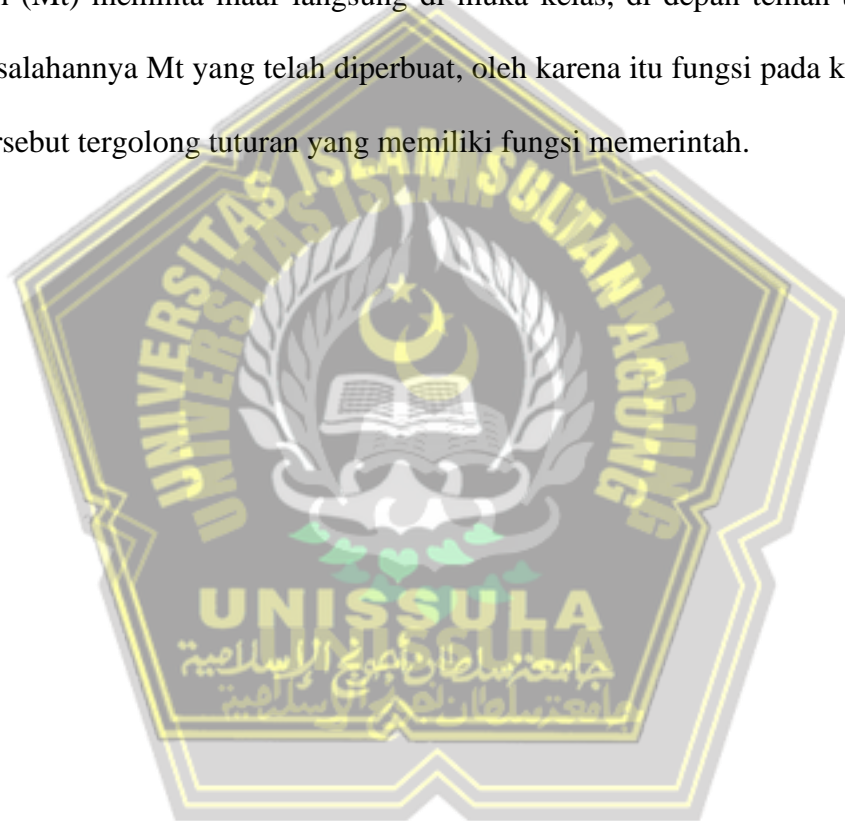 (Mt) meminta maaf langsung di muka kelas, di depan teman
salahannya Mt yang telah diperbuat, oleh karena itu fungsi pada k
rsebut tergolong tuturan yang memiliki fungsi memerintah.
UNIVERSITAS ISLAM SULTAN AGUNG
UNISSULA
جامعة سلطان أجونج الإسلامية